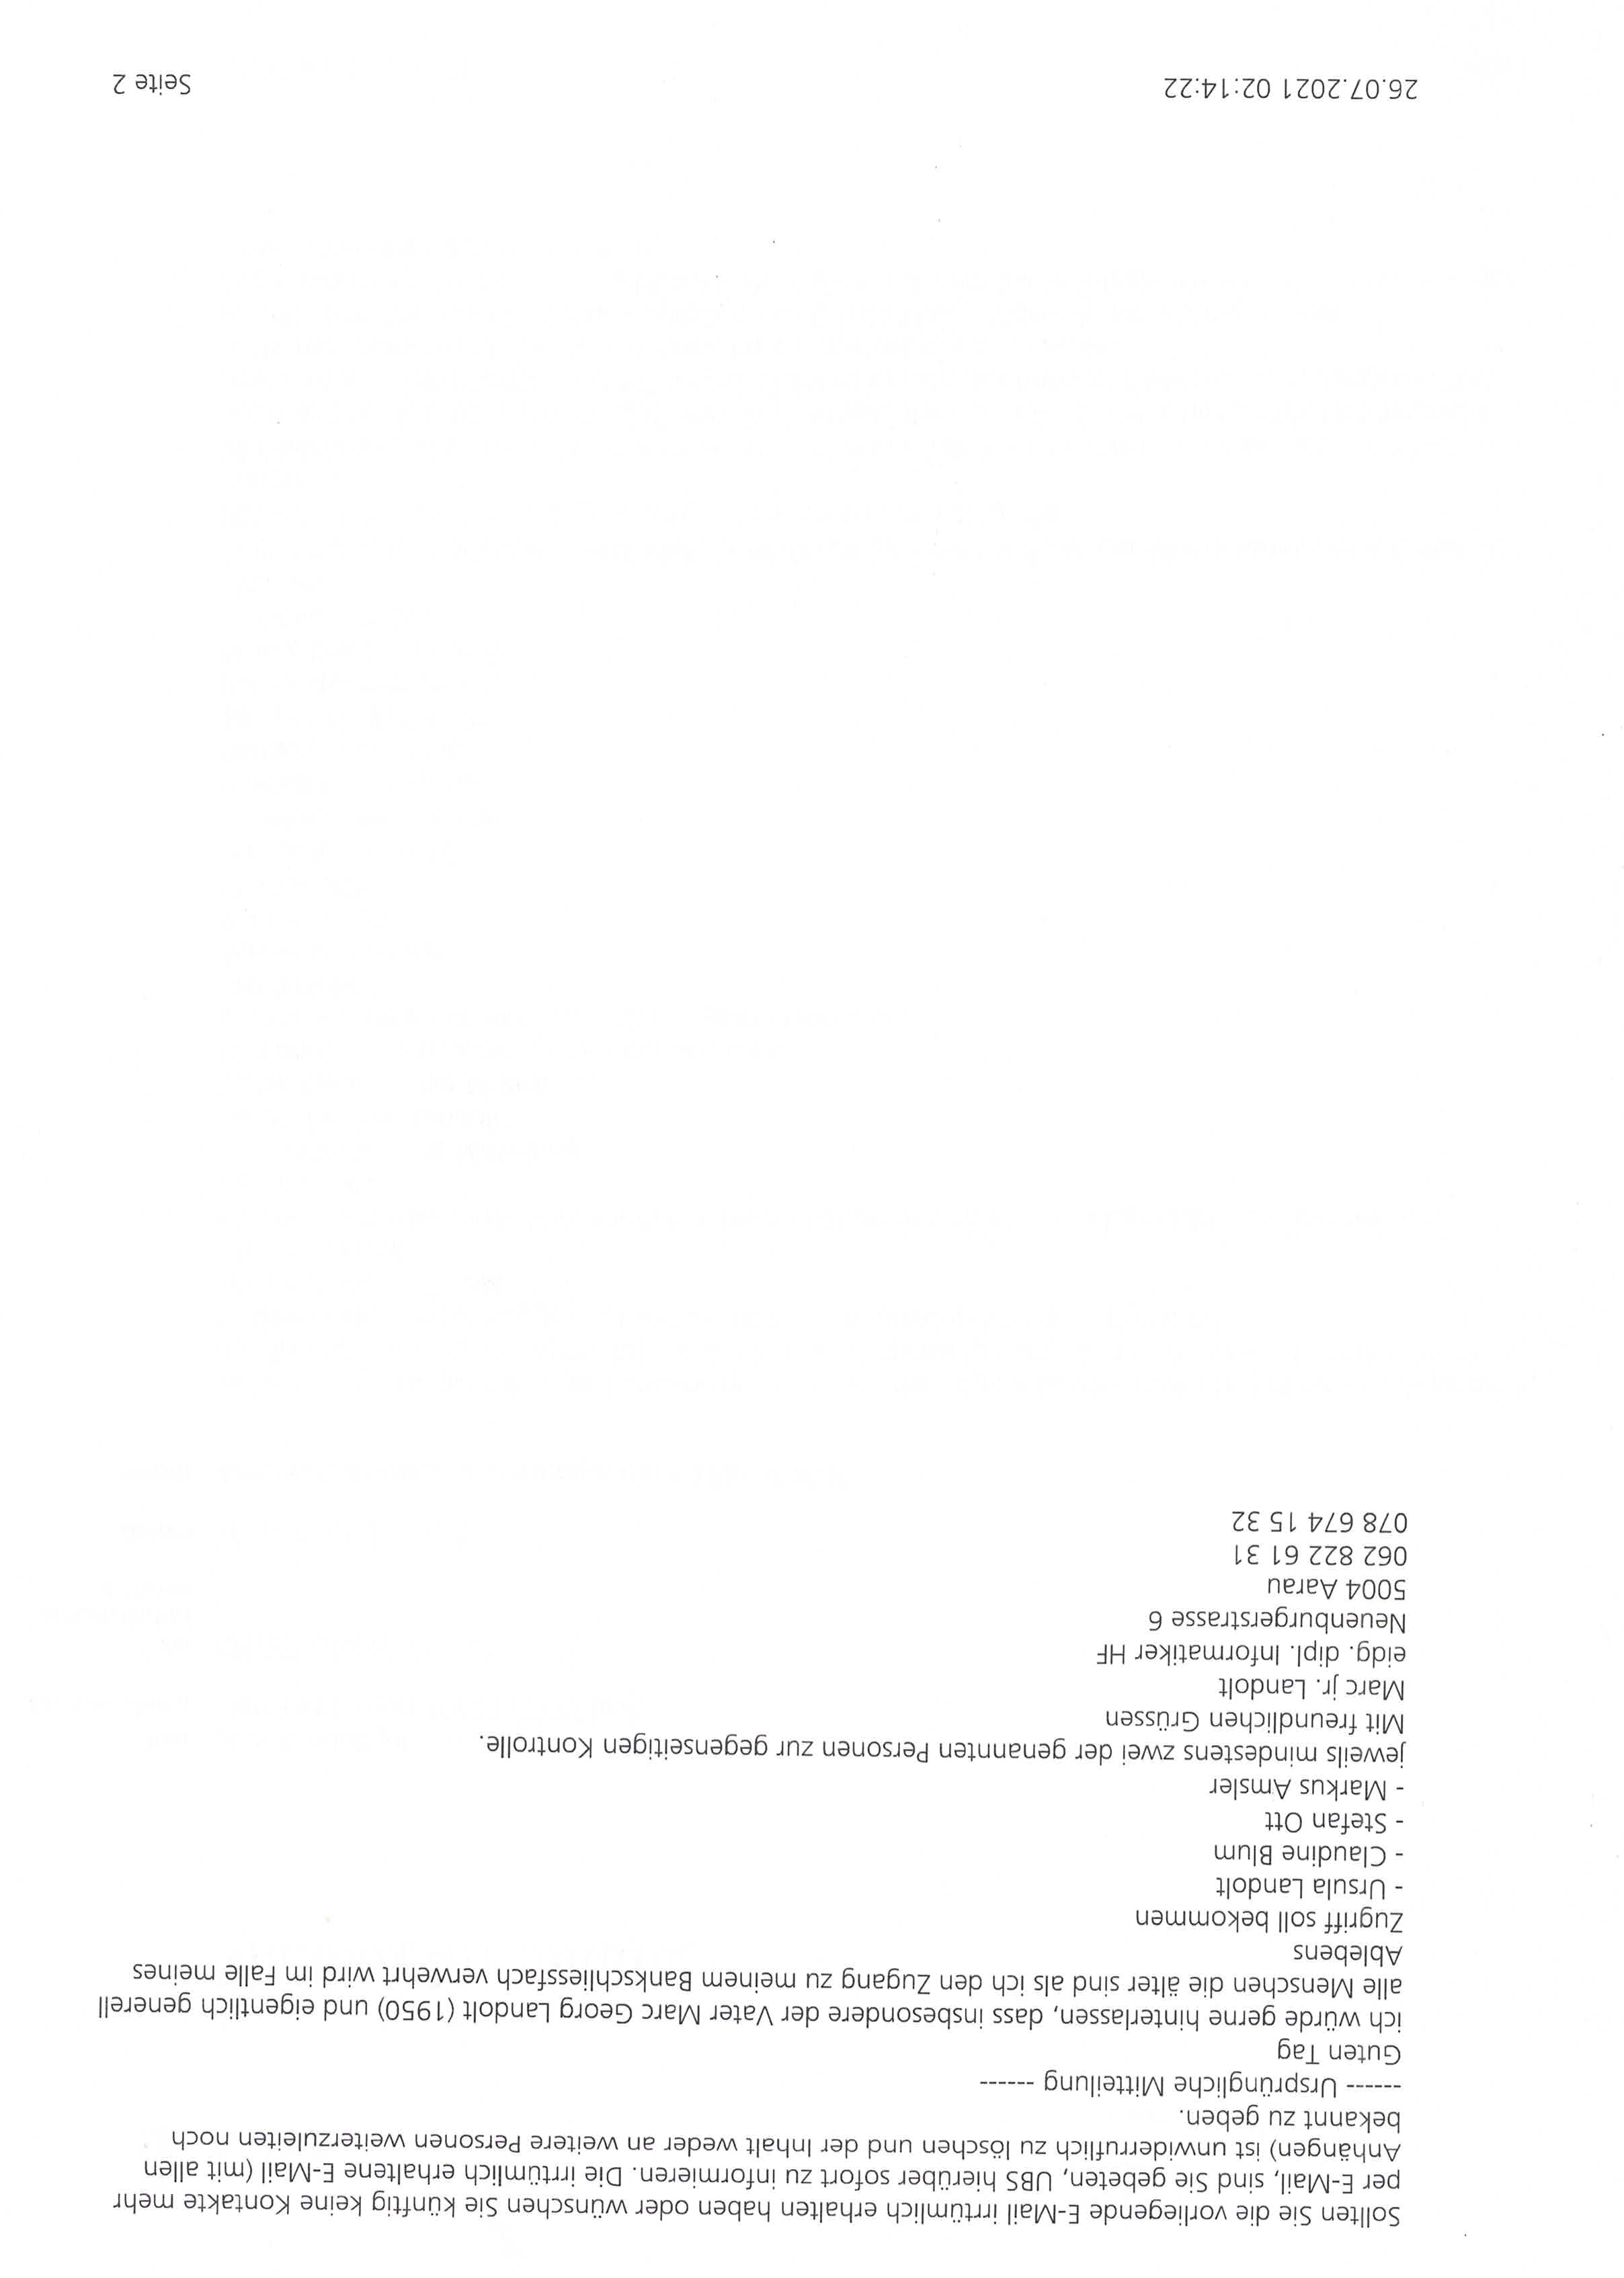 Sollten Sie die vorliegende E-Mail irrtümlich erhalten haben oder wünschen Sie künftig keine Kontakte mehr
per E-Mail, sind Sie gebeten, UBS hierüber sofort zu informieren. Die irrtümlich erhaltene E-Mail (mit allen
Anhängen) ist unwiderruflich zu löschen und der Inhalt weder an weitere Personen weiterzuleiten noch
bekannt zu geben.
------ Ursprüngliche Mitteilung ------
Guten Tag
ich würde gerne hinterlassen, dass insbesondere der Vater Marc Georg Landolt (1950) und eigentlich generell
alle Menschen die älter sind als ich den Zugang zu meinem Bankschliessfach verwehrt wird im Falle meines
Ablebens
Zugriff soll bekommen
- Ursula Landolt
- Claudine Blum
- Stefan Ott
- Markus Amsler
jeweils mindestens zwei der genannten Personen zur gegenseitigen Kontrolle.
Mit freundlichen Grüssen
Marc jr. Landolt
eidg. dipl. Informatiker HF
Neuenburgerstrasse 6
5004 Aarau
062 822 61 31
078 674 15 32
26.07.2021 02:14:22 Seite 2